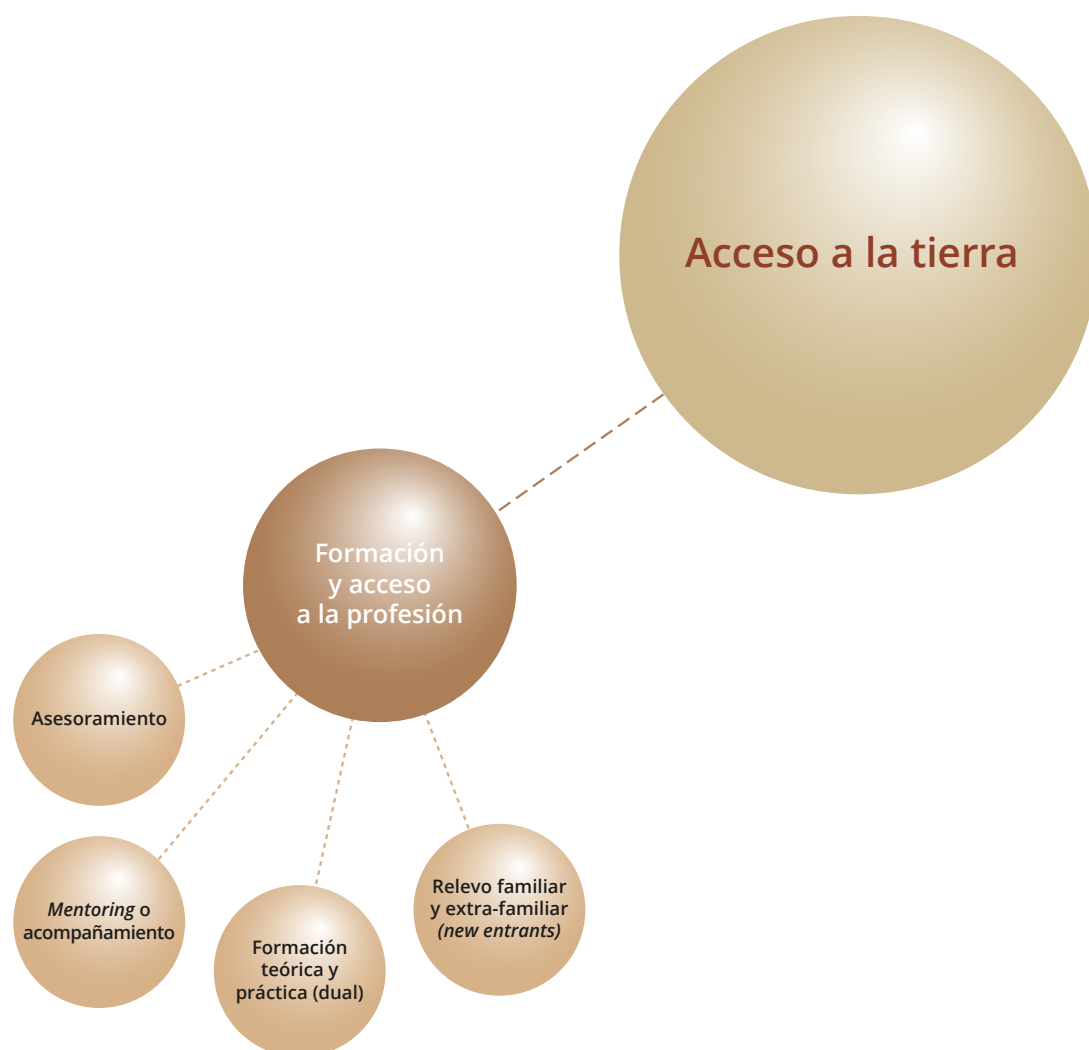 Acceso a la tierra
Formación
y acceso
a la profesión
Asesoramiento
Mentoring o
acompañamiento
Formación
teórica y
práctica (dual)
Relevo familiar
y extra-familiar
(new entrants)